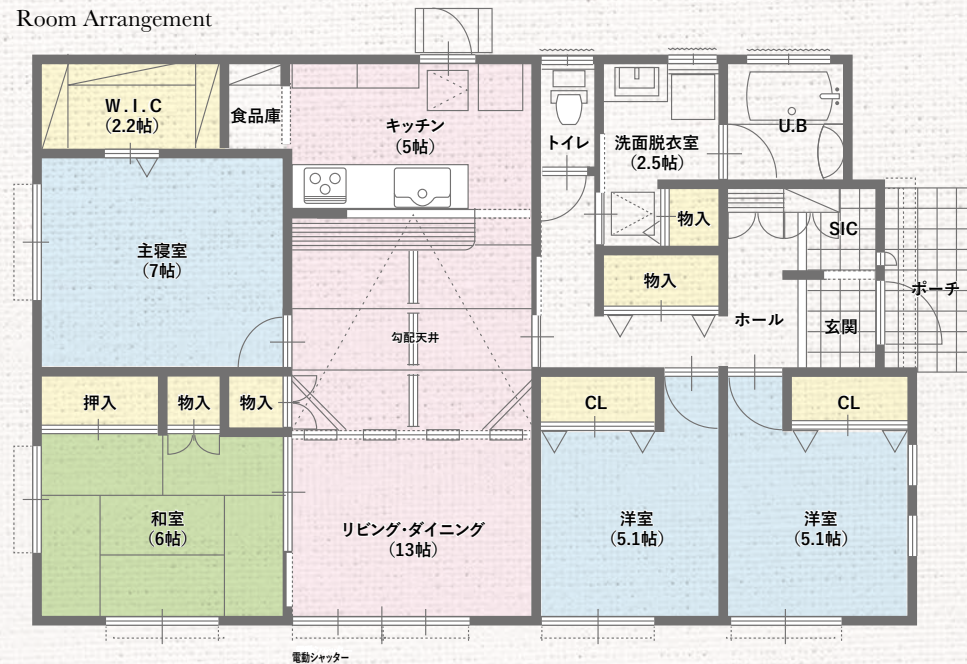 Room Arrangement
W.I.C
(2.2帖)
食品庫
キッチン
(5帖)
トイレ
洗面脱衣室
(2.5帖)
U.B
主寝室
(7帖)
物入
SIC
物入
ポーチ
ホール
玄関
勾配天井
押入
物入
物入
CL
CL
和室
(6帖)
リビング・ダイニング
(13帖)
洋室
(5.1帖)
洋室
(5.1帖)
電動シャッター